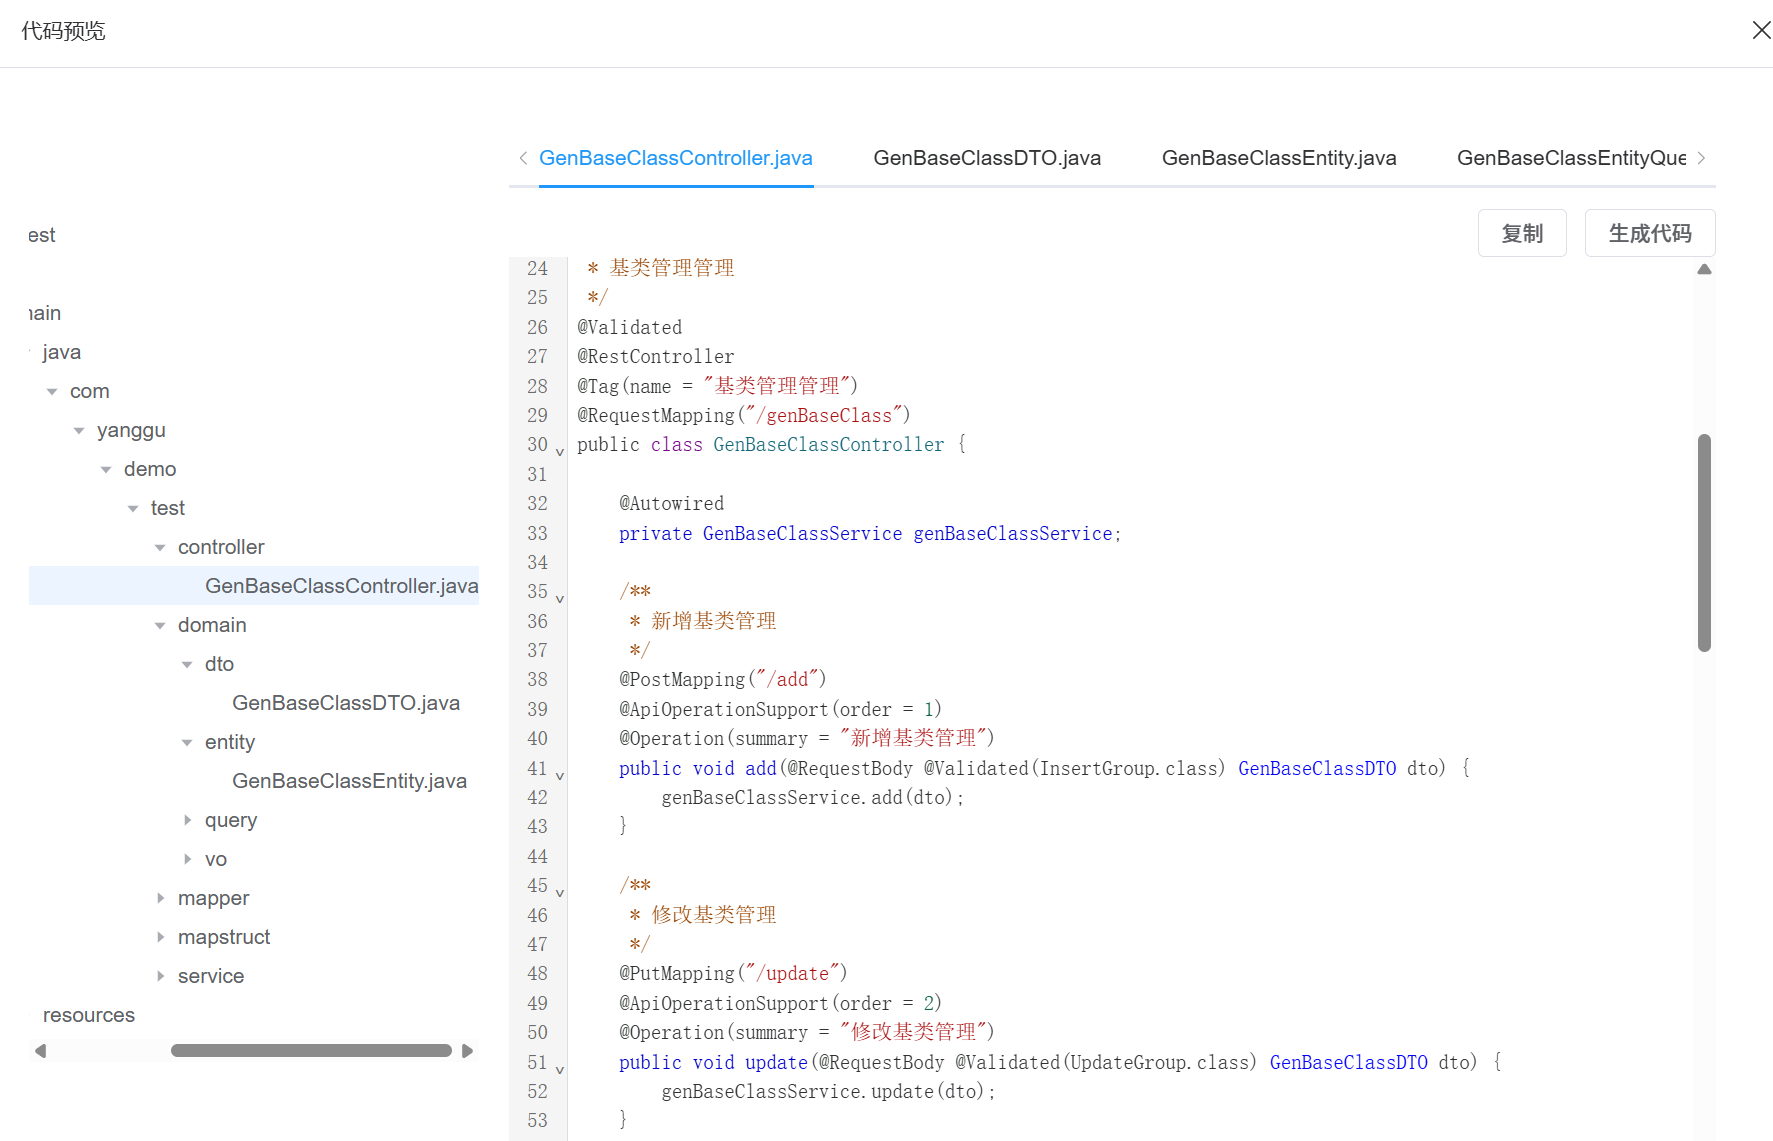 代码预览
GenBaseClassController.java
GenBaseClassDTO.java
GenBaseClassEntity.java
GenBaseClassEntityQue
复制
生成代码
est
ain
java
com
yanggu
demo
test
controller
GenBaseClassController.java
domain
dto
GenBaseClassDTO.java
entity
GenBaseClassEntity.java
query
vo
mapper
mapstruct
service
resources
24 * 基类管理管理
25 */
26 @Validated
27 @RestController
28 @Tag(name = "基类管理管理")
29 @RequestMapping("/genBaseClass")
30 public class GenBaseClassController {
31
32 @Autowired
33 private GenBaseClassService genBaseClassService;
34
35 /**
36 * 新增基类管理
37 */
38 @PostMapping("/add")
39 @ApiOperationSupport(order = 1)
40 @Operation(summary = "新增基类管理")
41 public void add(@RequestBody @Validated(InsertGroup.class) GenBaseClassDTO dto) {
42 genBaseClassService.add(dto);
43 }
44
45 /**
46 * 修改基类管理
47 */
48 @PutMapping("/update")
49 @ApiOperationSupport(order = 2)
50 @Operation(summary = "修改基类管理")
51 public void update(@RequestBody @Validated(UpdateGroup.class) GenBaseClassDTO dto) {
52 genBaseClassService.update(dto);
53 }